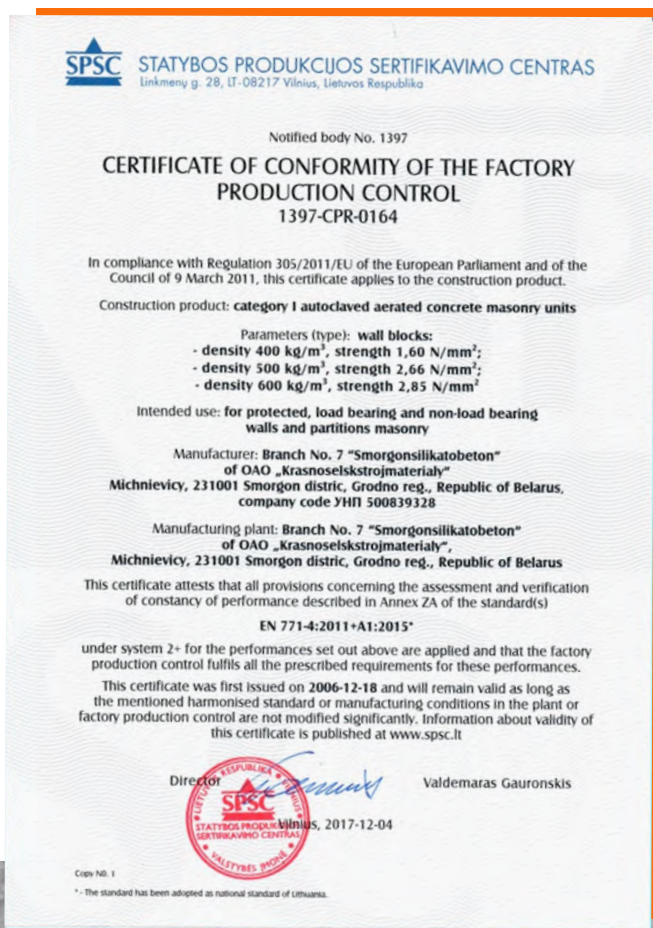 SPSC STATYBOS PRODUKCIJOS SERTIFIKAVIMO CENTRAS
Linkmenų g. 28, LT-08217 Vilnius, Lietuvos Respublika
Notified body No. 1397
CERTIFICATE OF CONFORMITY OF THE FACTORY
PRODUCTION CONTROL
1397-CPR-0164
In compliance with Regulation 305/2011/EU of the European Parliament and of the
Council of 9 March 2011, this certificate applies to the construction product.
Construction product: category I autoclaved aerated concrete masonry units
Parameters (type): wall blocks:
- density 400 kg/m³, strength 1,60 N/mm²;
- density 500 kg/m³, strength 2,66 N/mm²;
- density 600 kg/m³, strength 2,85 N/mm²
Intended use: for protected, load bearing and non-load bearing
walls and partitions masonry
Manufacturer: Branch No. 7 "Smorgonsilikatobeton"
of OAO „Krasnoselskstrojmaterialy"
Michnievicy, 231001 Smorgon distric, Grodno reg., Republic of Belarus,
company code УНП 500839328
Manufacturing plant: Branch No. 7 "Smorgonsilikatobeton"
of OAO „Krasnoselskstrojmaterialy",
Michnievicy, 231001 Smorgon distric, Grodno reg., Republic of Belarus
This certificate attests that all provisions concerning the assessment and verification
of constancy of performance described in Annex ZA of the standard(s)
EN 771-4:2011+A1:2015*
under system 2+ for the performances set out above are applied and that the factory
production control fulfils all the prescribed requirements for these performances.
This certificate was first issued on 2006-12-18 and will remain valid as long as
the mentioned harmonised standard or manufacturing conditions in the plant or
factory production control are not modified significantly. Information about validity of
this certificate is published at www.spsc.lt
Director Valdemaras Gauronskis
LIETUVOS RESPUBLIKA * VILNIUS
SPSC
STATYBOS PRODUKCIJOS
SERTIFIKAVIMO CENTRAS
VALSTYBĖS ĮMONĖ
Vilnius, 2017-12-04
Copy N0. 1
* - The standard has been adopted as national standard of Lithuania.